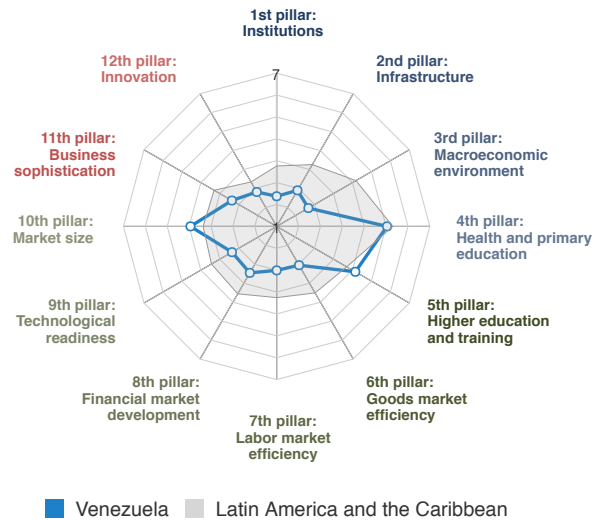 1st pillar:
Institutions
2nd pillar:
Infrastructure
3rd pillar:
Macroeconomic
environment
4th pillar:
Health and primary
education
5th pillar:
Higher education
and training
6th pillar:
Goods market
efficiency
7th pillar:
Labor market
efficiency
8th pillar:
Financial market
development
9th pillar:
Technological
readiness
10th pillar:
Market size
11th pillar:
Business
sophistication
12th pillar:
Innovation
7
1
Venezuela
Latin America and the Caribbean